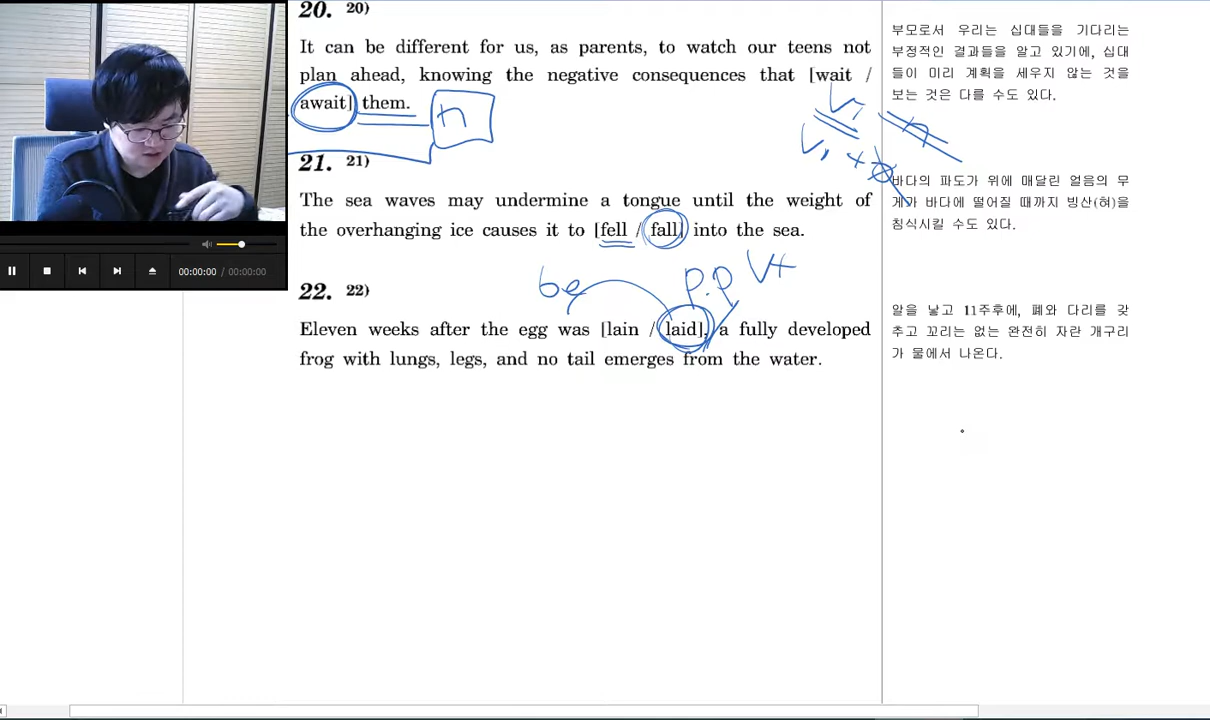 20. 20)
It can be different for us, as parents, to watch our teens not
plan ahead, knowing the negative consequences that [wait /
await] them.
n
V, n
V, +
21. 21)
The sea waves may undermine a tongue until the weight of
the overhanging ice causes it to [fell / fall] into the sea.
be
p.p Vt
22. 22)
Eleven weeks after the egg was [lain / laid], a fully developed
frog with lungs, legs, and no tail emerges from the water.
부모로서 우리는 십대들을 기다리는
부정적인 결과들을 알고 있기에, 십대
들이 미리 계획을 세우지 않는 것을
보는 것은 다를 수도 있다.
바다의 파도가 위에 매달린 얼음의 무
게가 바다에 떨어질 때까지 빙산(혀)을
침식시킬 수도 있다.
알을 낳고 11주후에, 폐와 다리를 갖
추고 꼬리는 없는 완전히 자란 개구리
가 물에서 나온다.
00:00:00 / 00:00:00